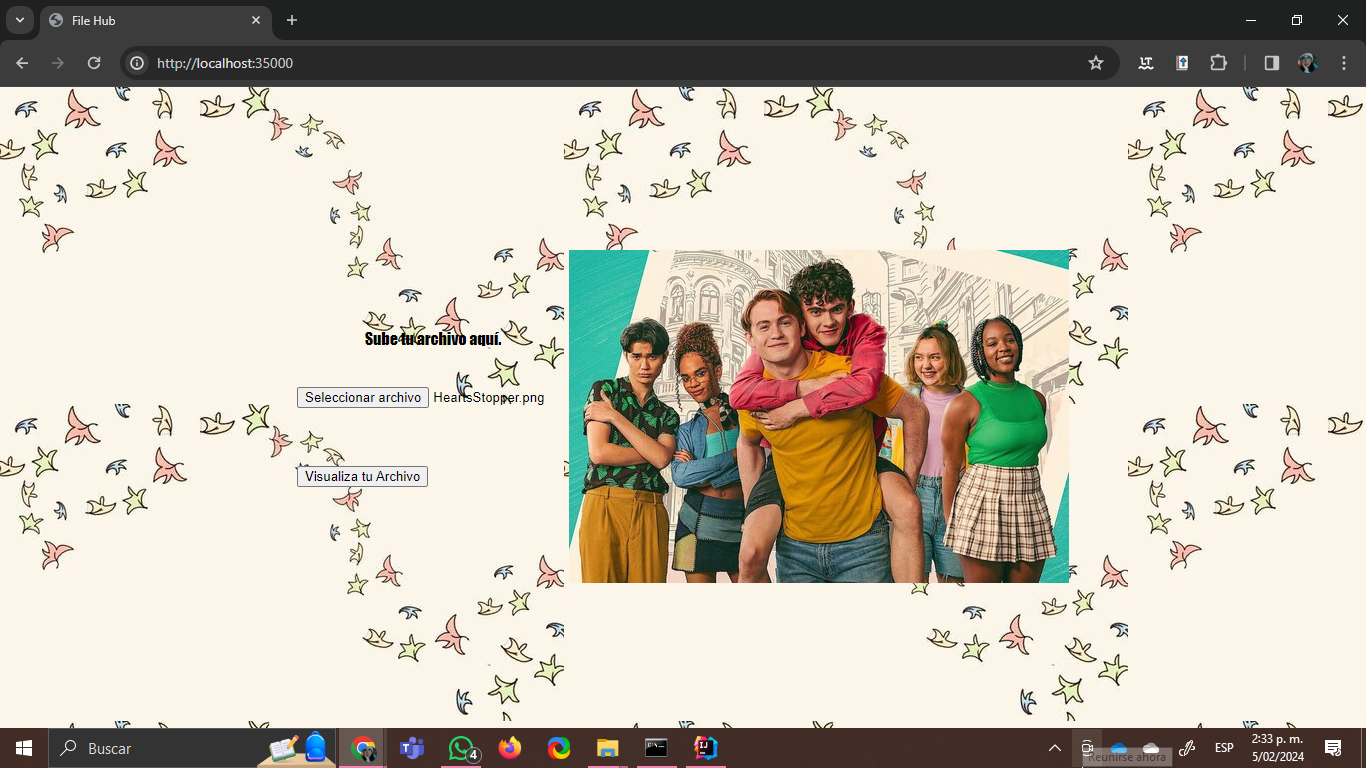 File Hub
http://localhost:35000
Sube tu archivo aquí.
Seleccionar archivo HeartsStopper.png
Visualiza tu Archivo
Reunirse ahora
Buscar
4
ESP
2:33 p. m.
5/02/2024